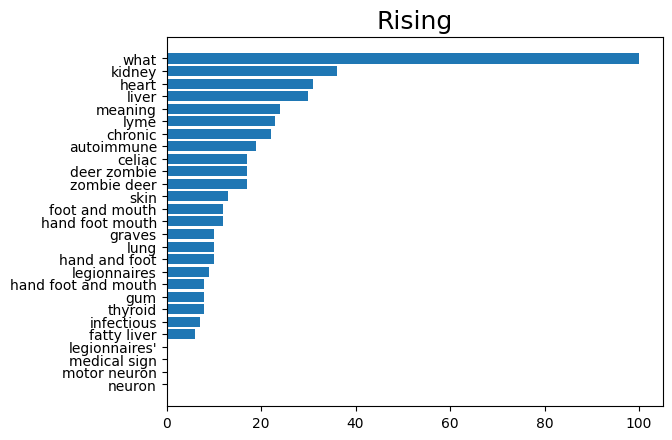 Rising
what
kidney
heart
liver
meaning
lyme
chronic
autoimmune
celiac
deer zombie
zombie deer
skin
foot and mouth
hand foot mouth
graves
lung
hand and foot
legionnaires
hand foot and mouth
gum
thyroid
infectious
fatty liver
legionnaires'
medical sign
motor neuron
neuron
0 20 40 60 80 100